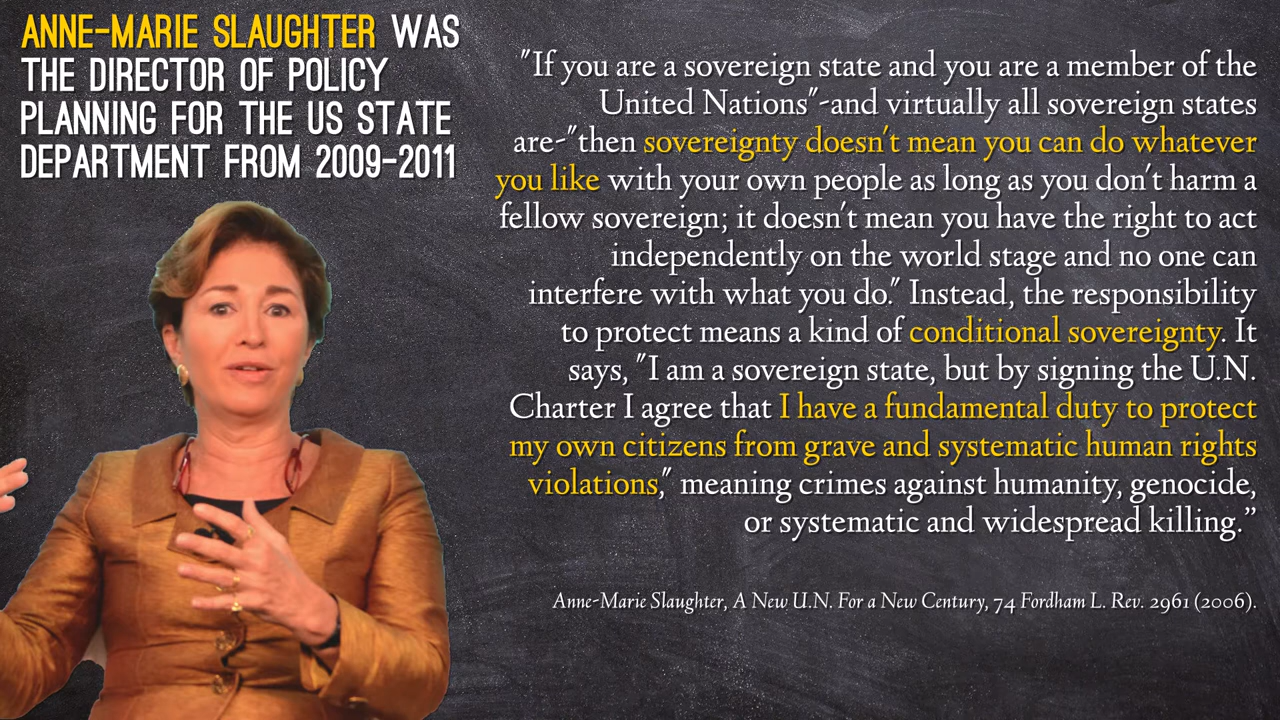 ANNE-MARIE SLAUGHTER WAS
THE DIRECTOR OF POLICY
PLANNING FOR THE US STATE
DEPARTMENT FROM 2009-2011
"If you are a sovereign state and you are a member of the
United Nations"-and virtually all sovereign states
are-"then sovereignty doesn't mean you can do whatever
you like with your own people as long as you don't harm a
fellow sovereign; it doesn't mean you have the right to act
independently on the world stage and no one can
interfere with what you do." Instead, the responsibility
to protect means a kind of conditional sovereignty. It
says, "I am a sovereign state, but by signing the U.N.
Charter I agree that I have a fundamental duty to protect
my own citizens from grave and systematic human rights
violations," meaning crimes against humanity, genocide,
or systematic and widespread killing.”
Anne-Marie Slaughter, A New U.N. For a New Century, 74 Fordham L. Rev. 2961 (2006).